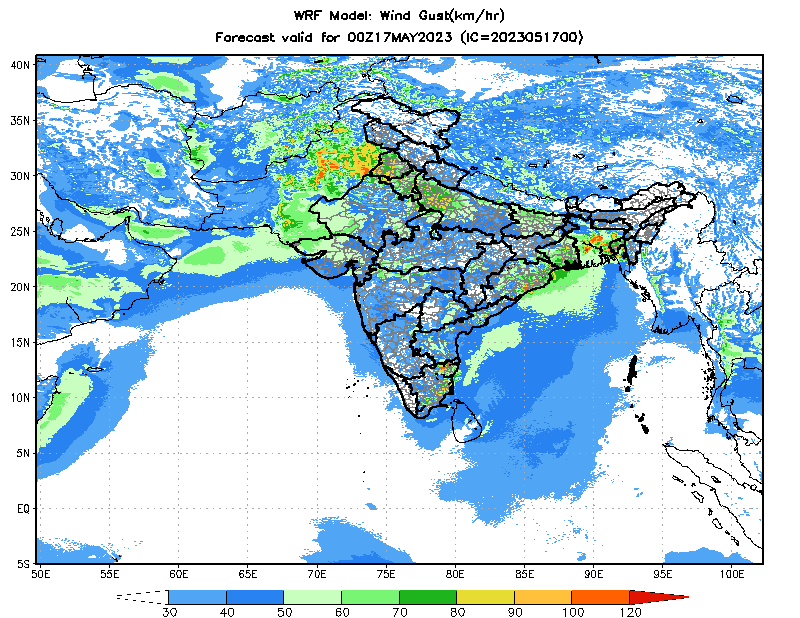 WRF Model: Wind Gust(km/hr)
Forecast valid for 00Z17MAY2023 (IC=2023051700)
40N
35N
30N
25N
20N
15N
10N
5N
EQ
5S
50E 55E 60E 65E 70E 75E 80E 85E 90E 95E 100E
30 40 50 60 70 80 90 100 120